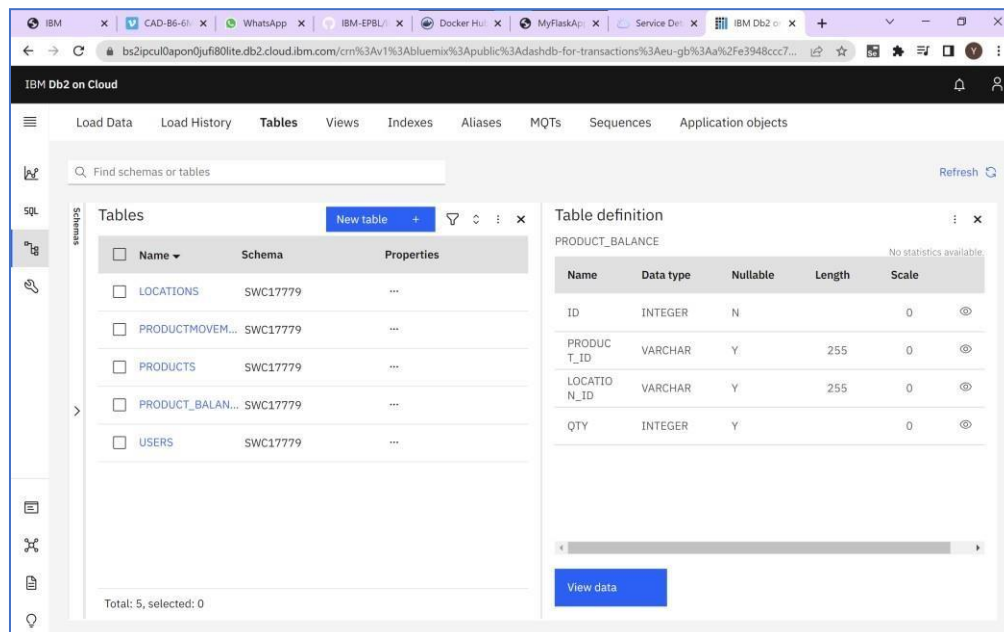 IBM
CAD-B6-6M
WhatsApp
IBM-EPBL/I
Docker Hu
MyFlaskAp
Service De
IBM Db2 o
bs2ipcul0apon0jufi80lite.db2.cloud.ibm.com/crn%3Av1%3Abluemix%3Apublic%3Adashdb-for-transactions%3Aeu-gb%3Aa%2Fe3948ccc7...
Y
IBM Db2 on Cloud
Load Data Load History Tables Views Indexes Aliases MQTs Sequences Application objects
Find schemas or tables
Refresh
SQL
Schemas
Tables
New table +
Name Schema Properties
LOCATIONS SWC17779 ...
PRODUCTMOVEM... SWC17779 ...
PRODUCTS SWC17779 ...
PRODUCT_BALAN... SWC17779 ...
USERS SWC17779 ...
Total: 5, selected: 0
Table definition
PRODUCT_BALANCE
No statistics available.
Name Data type Nullable Length Scale
ID INTEGER N 0
PRODUC
T_ID VARCHAR Y 255 0
LOCATIO
N_ID VARCHAR Y 255 0
QTY INTEGER Y 0
View data